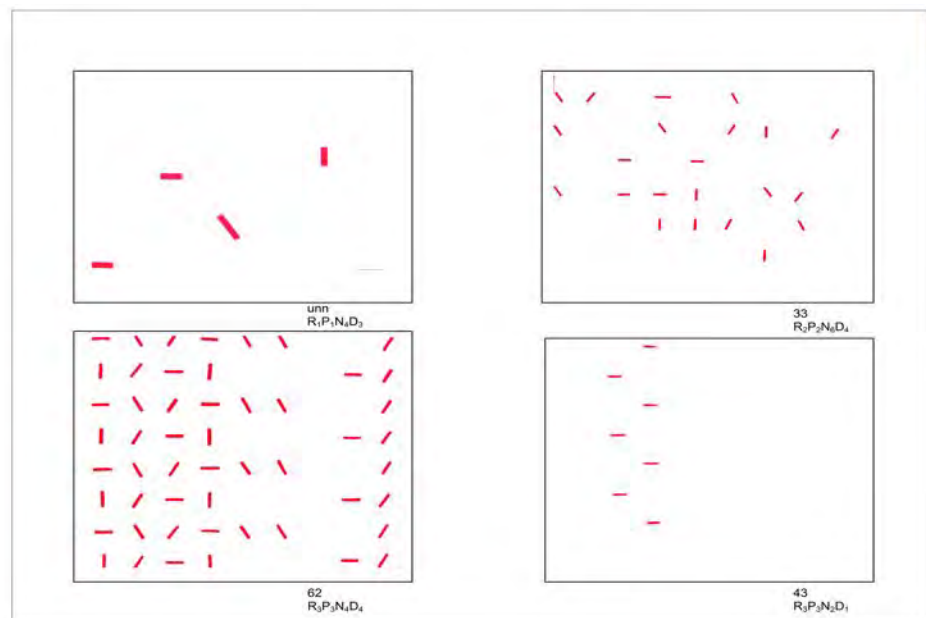 unn
R₁P₁N₄D₃
33
R₂P₂N₆D₄
62
R₃P₃N₄D₄
43
R₃P₃N₂D₁